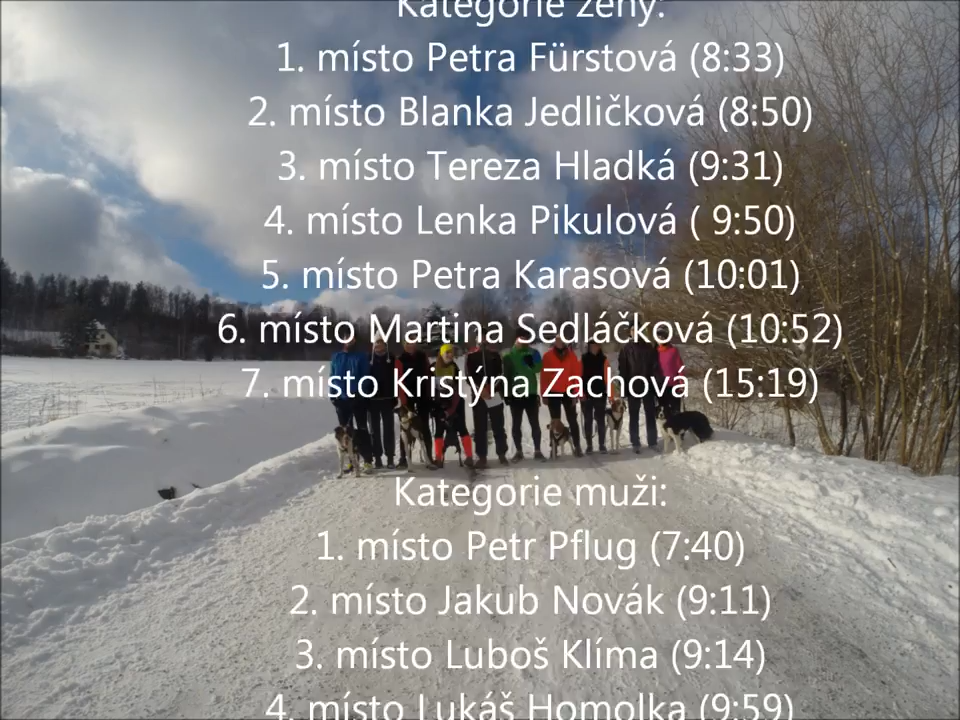 Kategorie ženy:
1. místo Petra Fürstová (8:33)
2. místo Blanka Jedličková (8:50)
3. místo Tereza Hladká (9:31)
4. místo Lenka Pikulová ( 9:50)
5. místo Petra Karasová (10:01)
6. místo Martina Sedláčková (10:52)
7. místo Kristýna Zachová (15:19)
Kategorie muži:
1. místo Petr Pflug (7:40)
2. místo Jakub Novák (9:11)
3. místo Luboš Klíma (9:14)
4. místo Lukáš Homolka (9:59)